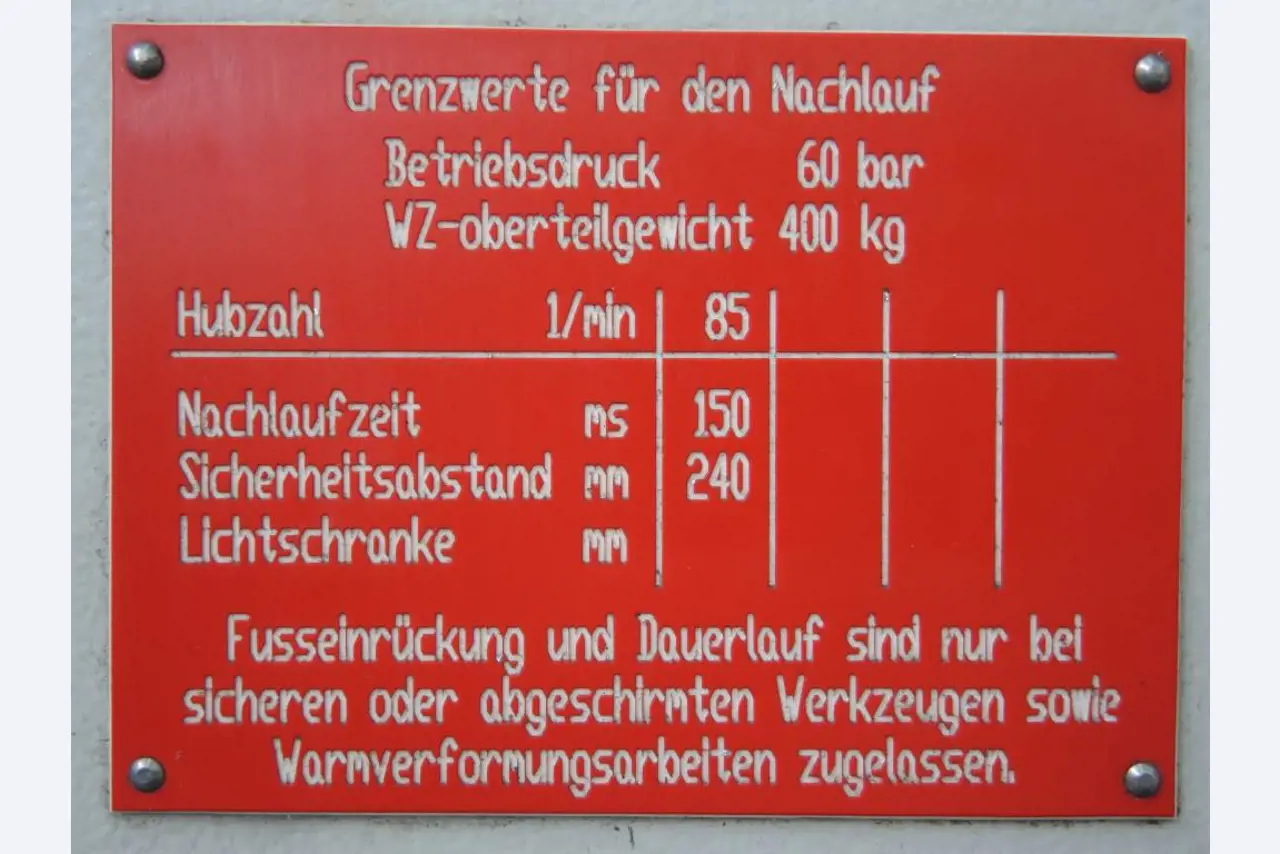 Grenzwerte für den Nachlauf
Betriebsdruck 60 bar
WZ-oberteilgewicht 400 kg
Hubzahl 1/min 85
Nachlaufzeit ms 150
Sicherheitsabstand mm 240
Lichtschranke mm
Fusseinrückung und Dauerlauf sind nur bei
sicheren oder abgeschirmten Werkzeugen sowie
Warmverformungsarbeiten zugelassen.